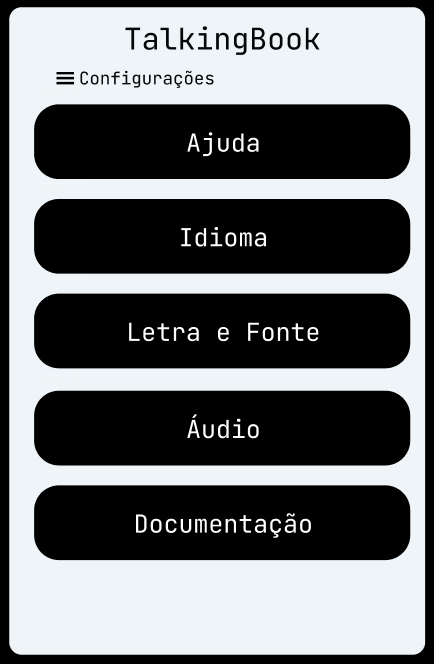 TalkingBook
Configurações
Ajuda
Idioma
Letra e Fonte
Áudio
Documentação